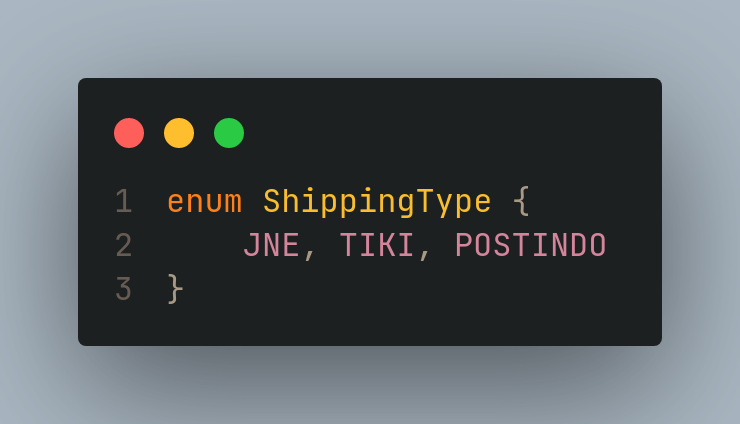 1 enum ShippingType {
2     JNE, TIKI, POSTINDO
3 }